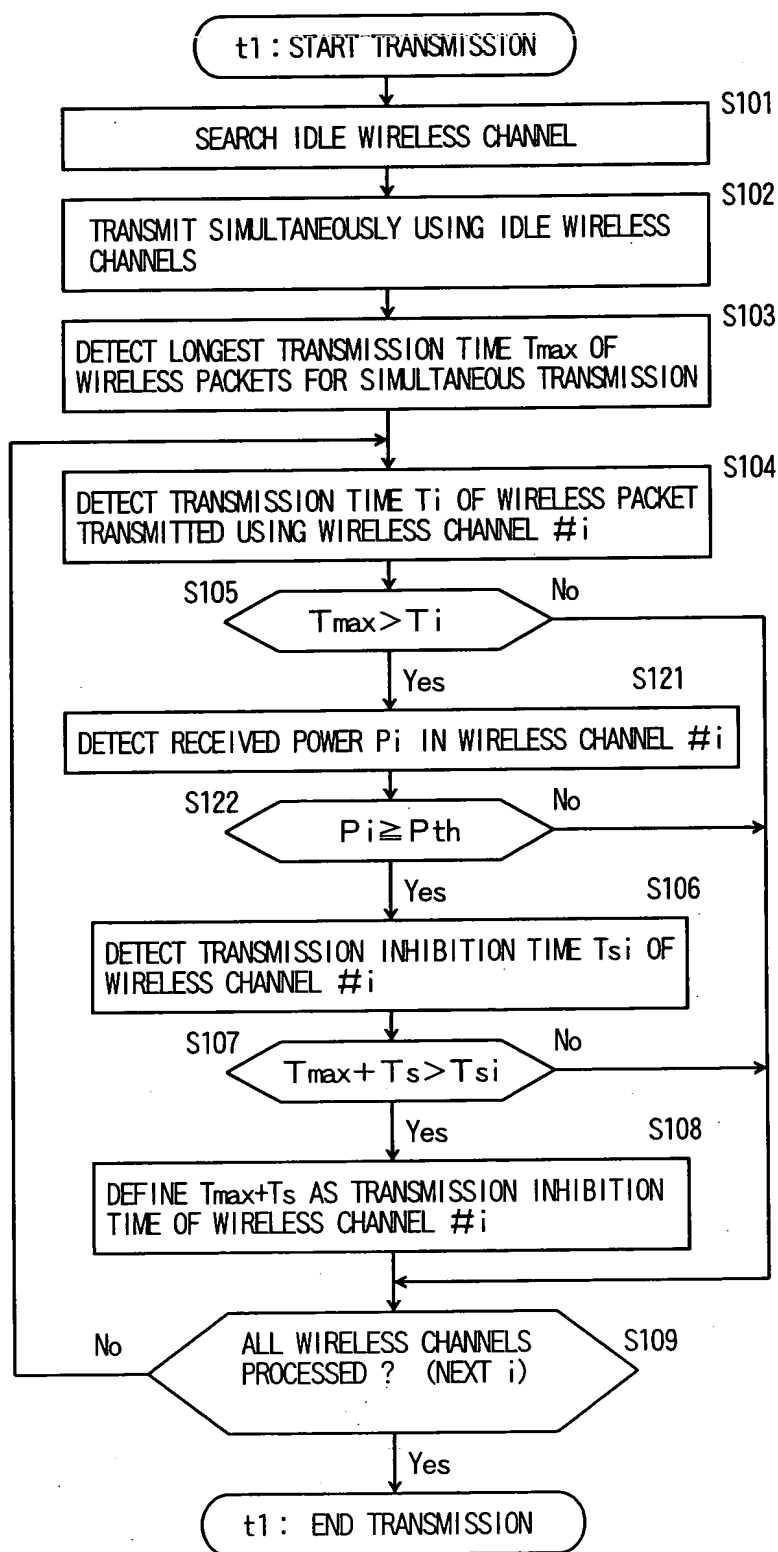 t1 : START TRANSMISSION
S101
SEARCH IDLE WIRELESS CHANNEL
S102
TRANSMIT SIMULTANEOUSLY USING IDLE WIRELESS
CHANNELS
S103
DETECT LONGEST TRANSMISSION TIME Tmax OF
WIRELESS PACKETS FOR SIMULTANEOUS TRANSMISSION
S104
DETECT TRANSMISSION TIME Ti OF WIRELESS PACKET
TRANSMITTED USING WIRELESS CHANNEL #i
S105
No
Tmax>Ti
Yes
S121
DETECT RECEIVED POWER Pi IN WIRELESS CHANNEL #i
S122
No
Pi≧Pth
Yes
S106
DETECT TRANSMISSION INHIBITION TIME Tsi OF
WIRELESS CHANNEL #i
S107
No
Tmax+Ts>Tsi
Yes
S108
DEFINE Tmax+Ts AS TRANSMISSION INHIBITION
TIME OF WIRELESS CHANNEL #i
No
ALL WIRELESS CHANNELS
PROCESSED ? (NEXT i)
S109
Yes
t1 : END TRANSMISSION